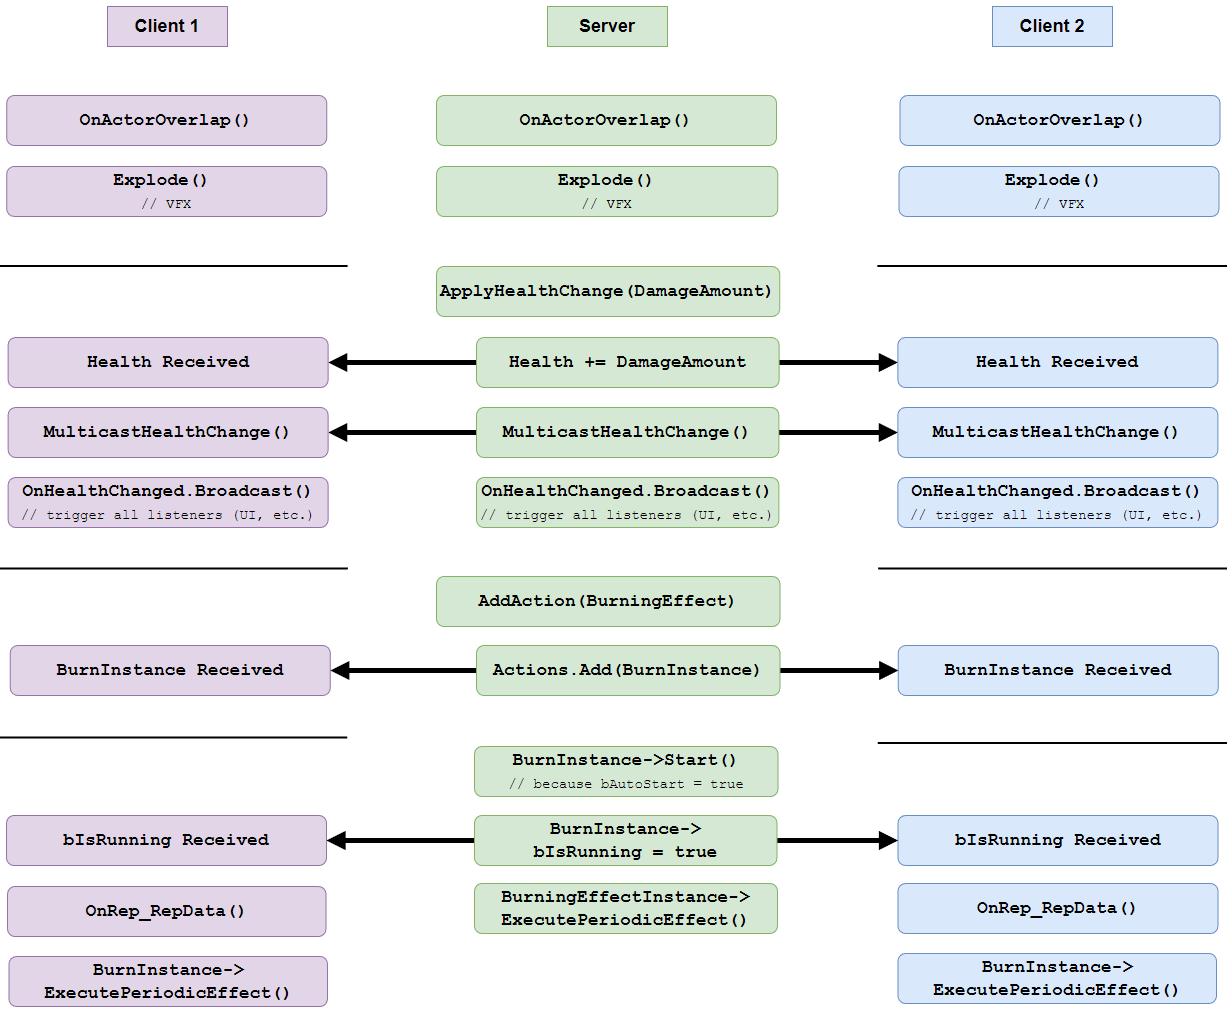 Client 1
Server
Client 2
OnActorOverlap()
OnActorOverlap()
OnActorOverlap()
Explode()
// VFX
Explode()
// VFX
Explode()
// VFX
ApplyHealthChange(DamageAmount)
Health Received
Health += DamageAmount
Health Received
MulticastHealthChange()
MulticastHealthChange()
MulticastHealthChange()
OnHealthChanged.Broadcast()
// trigger all listeners (UI, etc.)
OnHealthChanged.Broadcast()
// trigger all listeners (UI, etc.)
OnHealthChanged.Broadcast()
// trigger all listeners (UI, etc.)
AddAction(BurningEffect)
BurnInstance Received
Actions.Add(BurnInstance)
BurnInstance Received
BurnInstance->Start()
// because bAutoStart = true
bIsRunning Received
BurnInstance->
bIsRunning = true
bIsRunning Received
OnRep_RepData()
BurningEffectInstance->
ExecutePeriodicEffect()
OnRep_RepData()
BurnInstance->
ExecutePeriodicEffect()
BurnInstance->
ExecutePeriodicEffect()